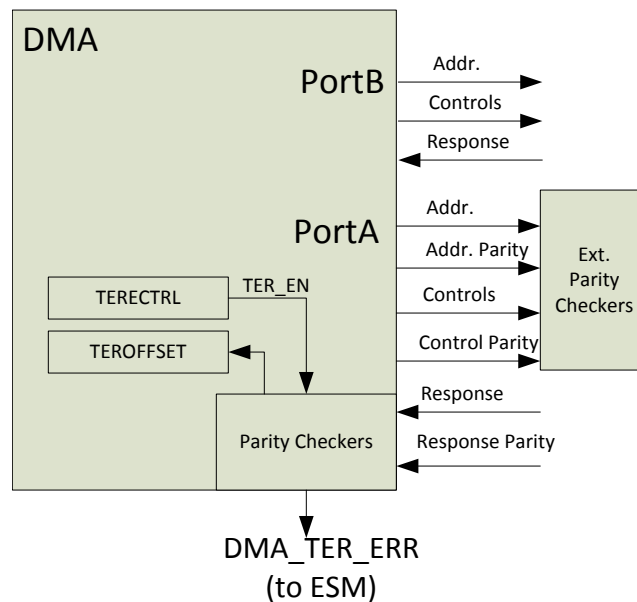 DMA
PortB
Addr.
Controls
Response
PortA
Addr.
Addr. Parity
Controls
Control Parity
Response
Response Parity
Ext.
Parity
Checkers
TERECTRL
TER_EN
TEROFFSET
Parity Checkers
DMA_TER_ERR
(to ESM)